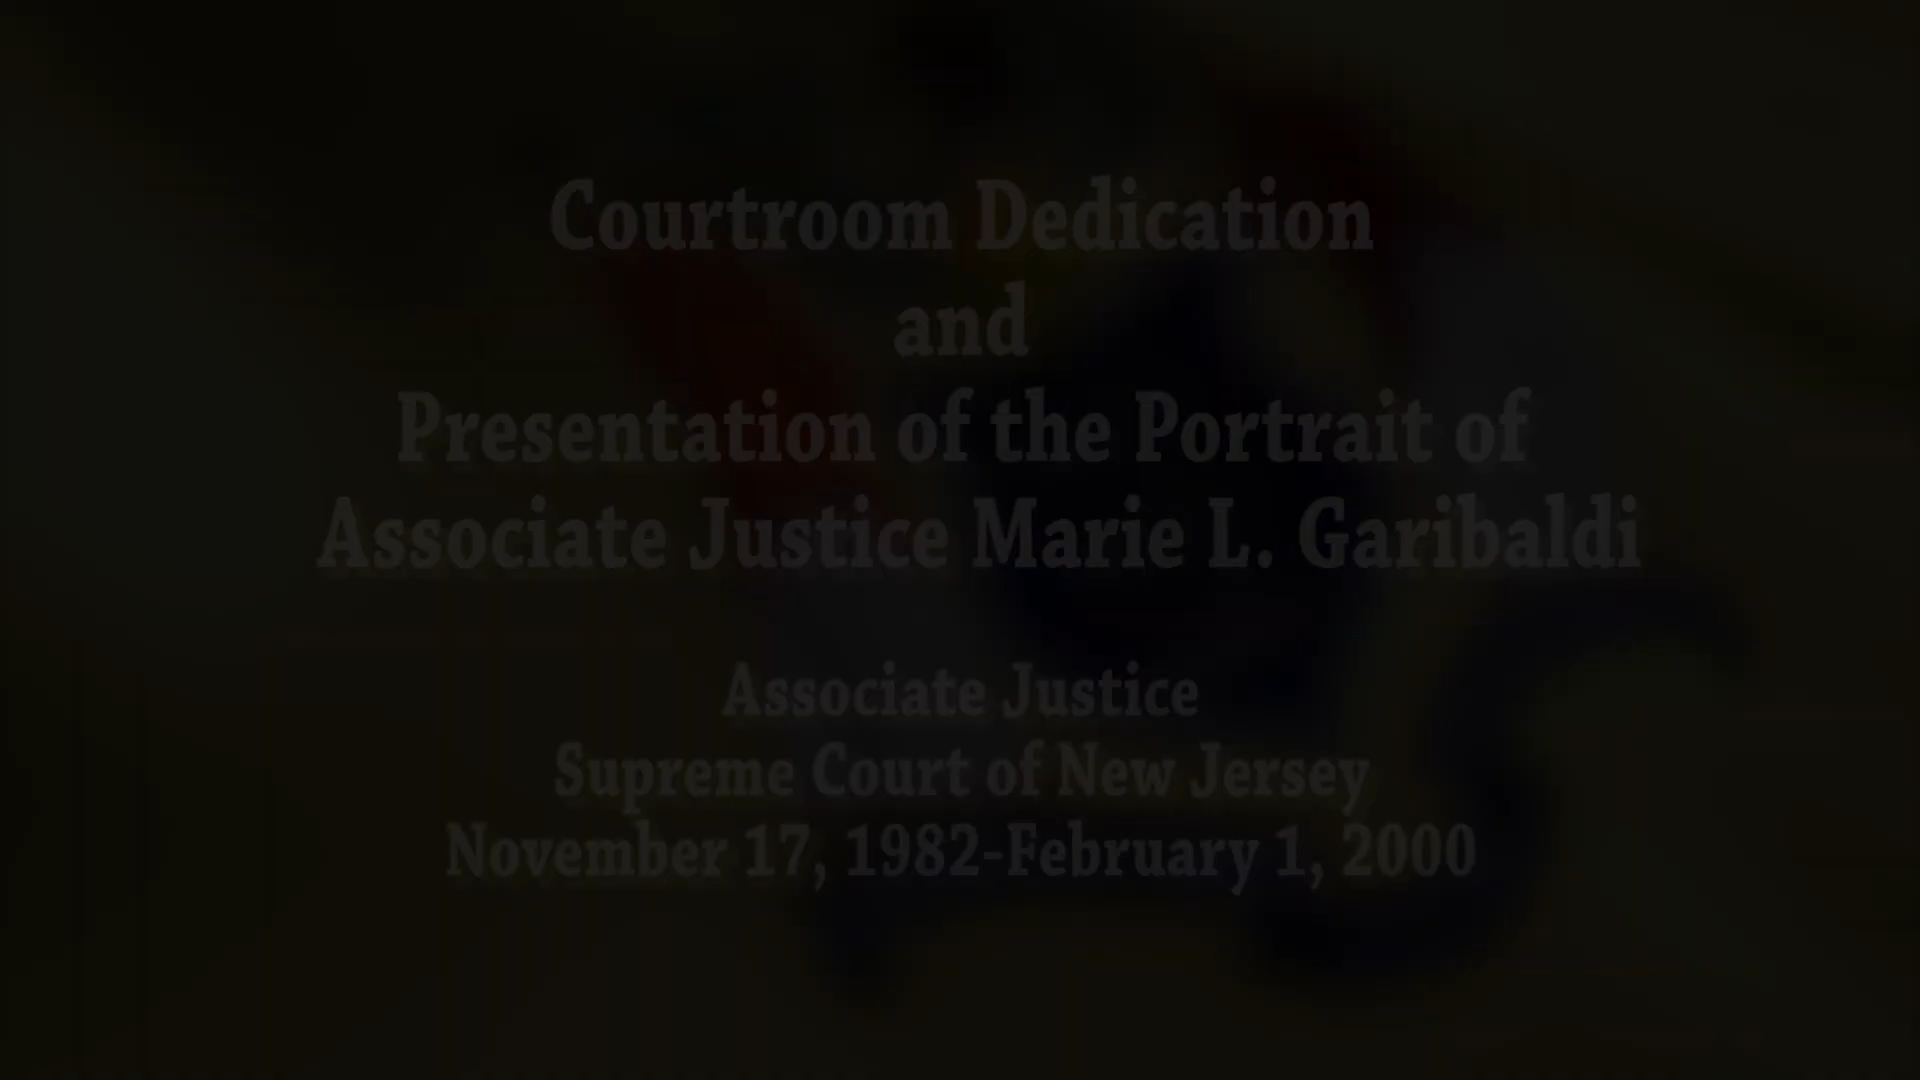 Courtroom Dedication
and
Presentation of the Portrait of
Associate Justice Marie L. Garibaldi
Associate Justice
Supreme Court of New Jersey
November 17, 1982-February 1, 2000